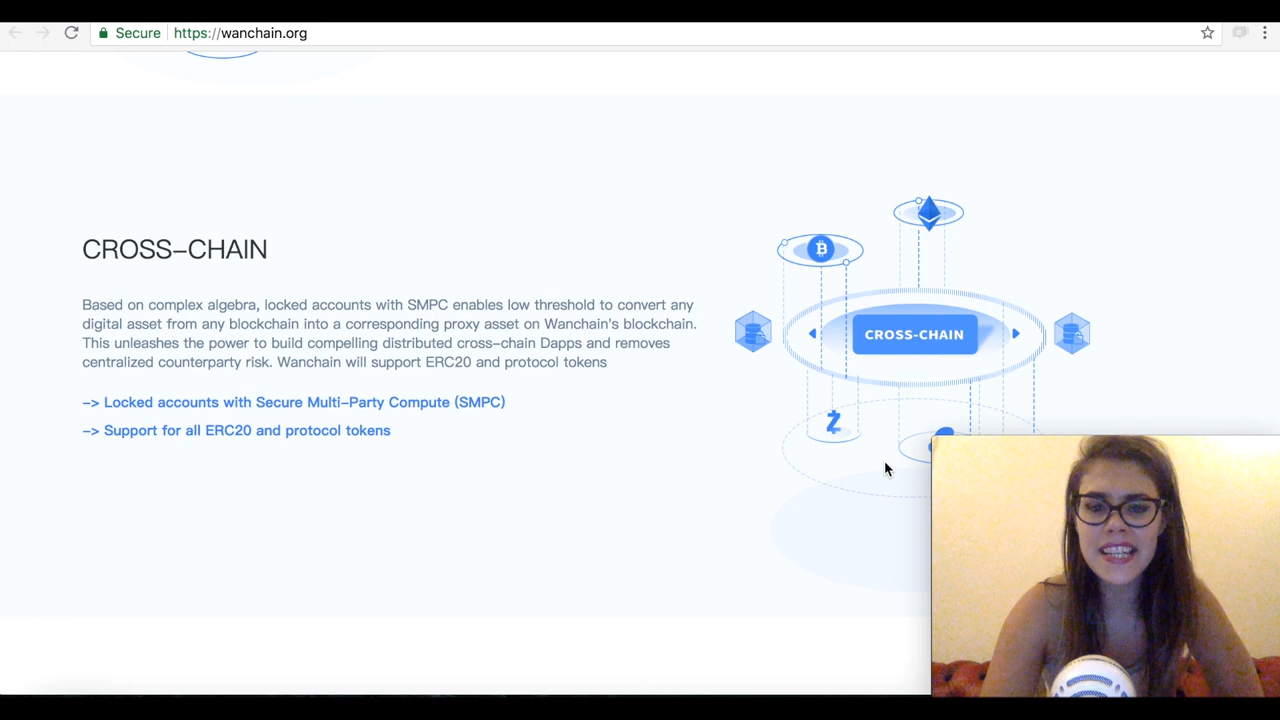 Secure https://wanchain.org
CROSS-CHAIN
Based on complex algebra, locked accounts with SMPC enables low threshold to convert any
digital asset from any blockchain into a corresponding proxy asset on Wanchain's blockchain.
This unleashes the power to build compelling distributed cross-chain Dapps and removes
centralized counterparty risk. Wanchain will support ERC20 and protocol tokens
-> Locked accounts with Secure Multi-Party Compute (SMPC)
-> Support for all ERC20 and protocol tokens
CROSS-CHAIN